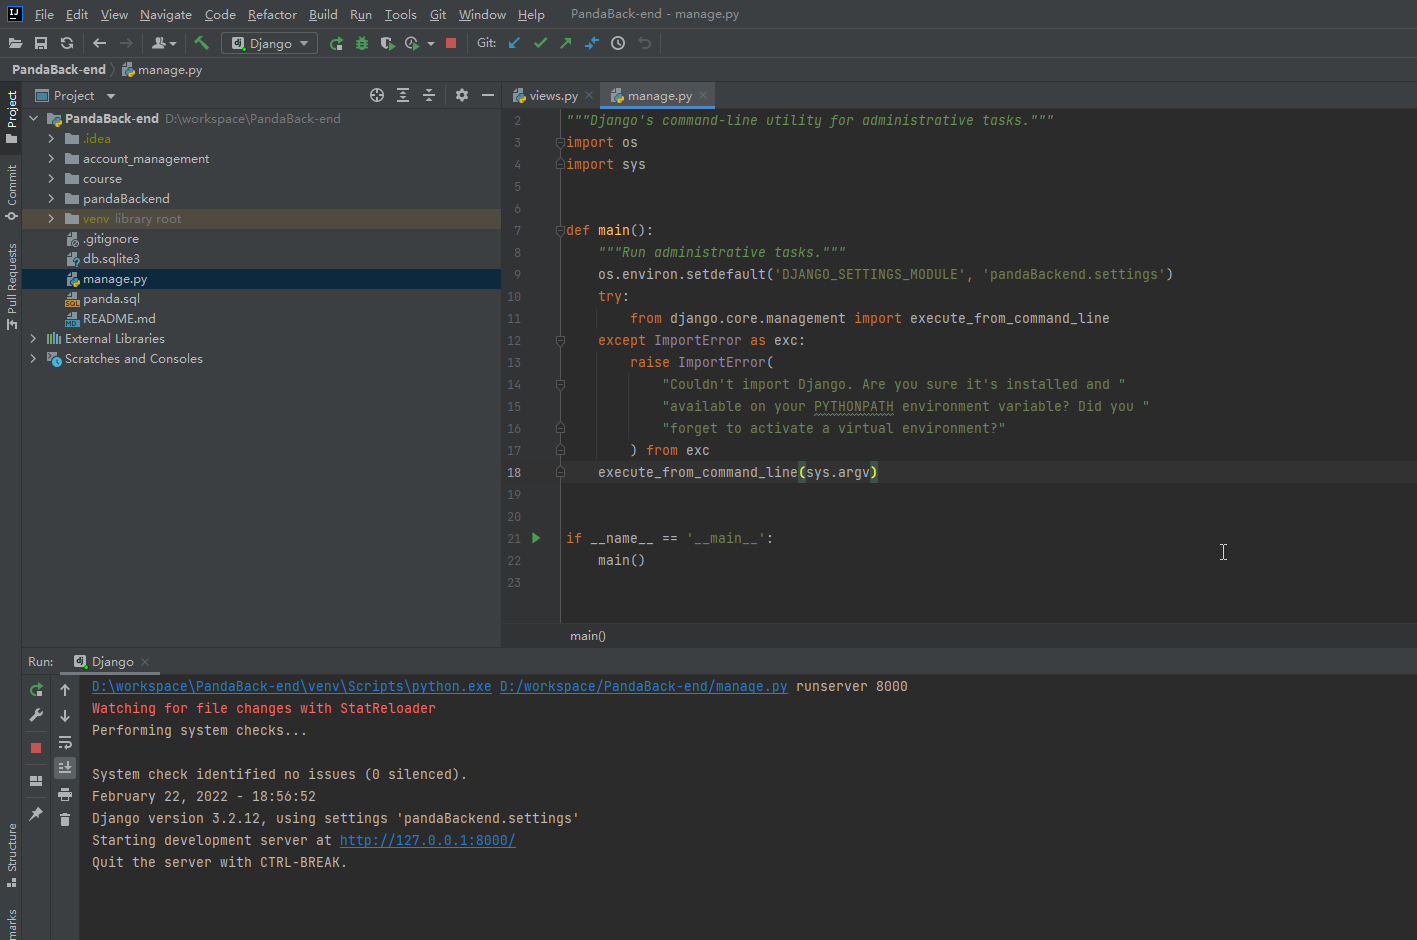 IJ File Edit View Navigate Code Refactor Build Run Tools Git Window Help PandaBack-end - manage.py
dj Django Git:
PandaBack-end manage.py
Project
Commit
Pull Requests
Structure
marks
Project
PandaBack-end D:\workspace\PandaBack-end
.idea
account_management
course
pandaBackend
venv library root
.gitignore
db.sqlite3
manage.py
panda.sql
README.md
External Libraries
Scratches and Consoles
views.py manage.py
2 """Django's command-line utility for administrative tasks."""
3 import os
4 import sys
5
6
7 def main():
8 """Run administrative tasks."""
9 os.environ.setdefault('DJANGO_SETTINGS_MODULE', 'pandaBackend.settings')
10 try:
11 from django.core.management import execute_from_command_line
12 except ImportError as exc:
13 raise ImportError(
14 "Couldn't import Django. Are you sure it's installed and "
15 "available on your PYTHONPATH environment variable? Did you "
16 "forget to activate a virtual environment?"
17 ) from exc
18 execute_from_command_line(sys.argv)
19
20
21 if __name__ == '__main__':
22 main()
23
main()
Run: dj Django
D:\workspace\PandaBack-end\venv\Scripts\python.exe D:/workspace/PandaBack-end/manage.py runserver 8000
Watching for file changes with StatReloader
Performing system checks...
System check identified no issues (0 silenced).
February 22, 2022 - 18:56:52
Django version 3.2.12, using settings 'pandaBackend.settings'
Starting development server at http://127.0.0.1:8000/
Quit the server with CTRL-BREAK.